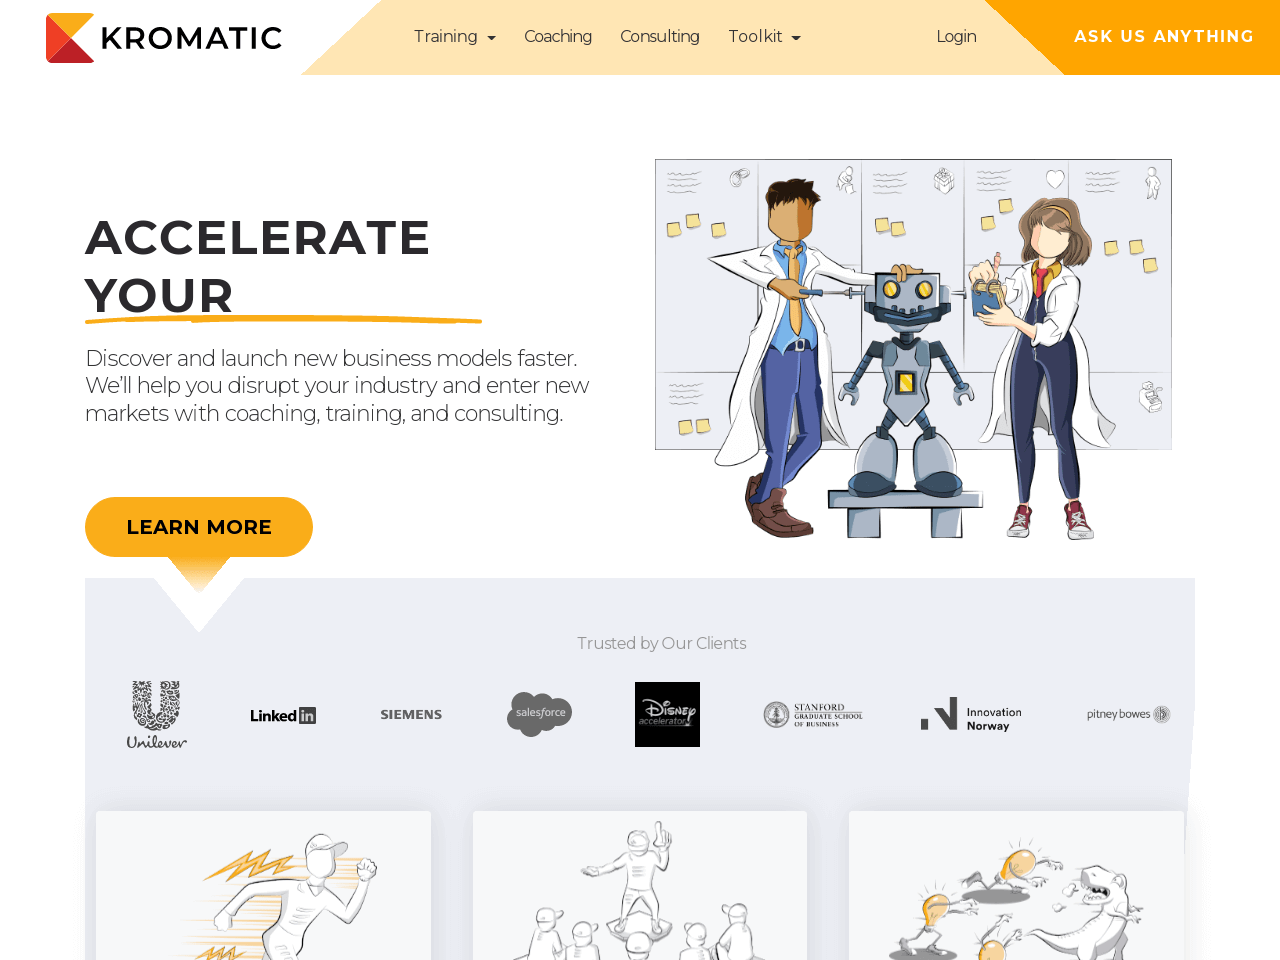 KROMATIC
Training
Coaching
Consulting
Toolkit
Login
ASK US ANYTHING
ACCELERATE
YOUR
Discover and launch new business models faster.
We'll help you disrupt your industry and enter new
markets with coaching, training, and consulting.
LEARN MORE
Trusted by Our Clients
Unilever
LinkedIn
SIEMENS
salesforce
Disney
accelerator
STANFORD
GRADUATE SCHOOL
OF BUSINESS
Innovation
Norway
pitney bowes